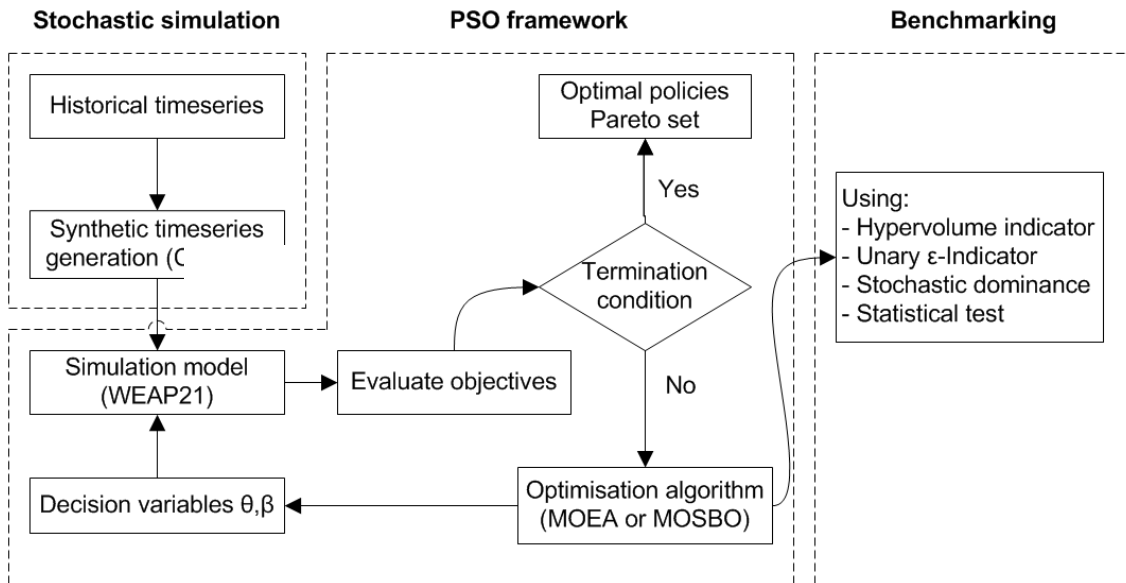 Stochastic simulation
PSO framework
Benchmarking
Historical timeseries
Synthetic timeseries
generation (
Simulation model
(WEAP21)
Decision variables θ,β
Evaluate objectives
Optimal policies
Pareto set
Yes
Termination
condition
No
Optimisation algorithm
(MOEA or MOSBO)
Using:
- Hypervolume indicator
- Unary ε-Indicator
- Stochastic dominance
- Statistical test